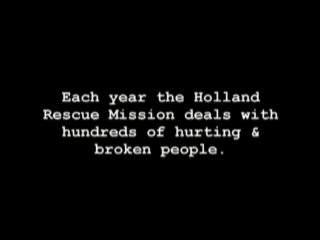 Each year the Holland
Rescue Mission deals with
hundreds of hurting &
broken people.